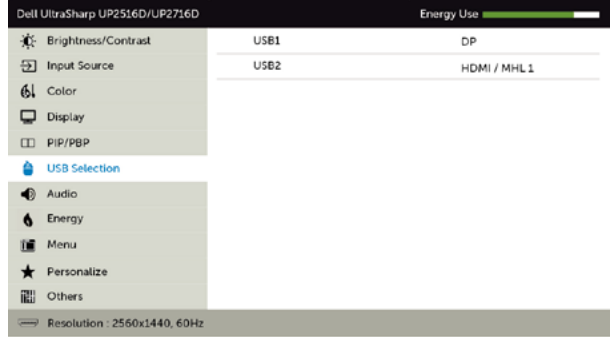 Dell UltraSharp UP2516D/UP2716D Energy Use
Brightness/Contrast USB1 DP
Input Source USB2 HDMI / MHL 1
Color
Display
PIP/PBP
USB Selection
Audio
Energy
Menu
Personalize
Others
Resolution : 2560x1440, 60Hz